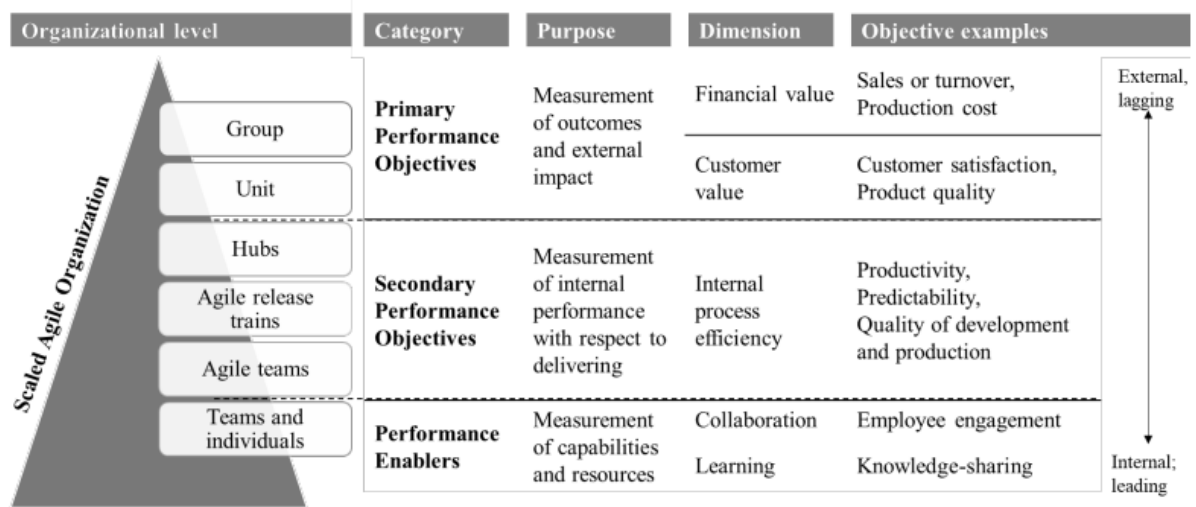 Organizational level
Category
Purpose
Dimension
Objective examples
Scaled Agile Organization
Group
Unit
Hubs
Agile release
trains
Agile teams
Teams and
individuals
Primary
Performance
Objectives
Measurement
of outcomes
and external
impact
Financial value
Sales or turnover,
Production cost
Customer
value
Customer satisfaction,
Product quality
Secondary
Performance
Objectives
Measurement
of internal
performance
with respect to
delivering
Internal
process
efficiency
Productivity,
Predictability,
Quality of development
and production
Performance
Enablers
Measurement
of capabilities
and resources
Collaboration
Employee engagement
Learning
Knowledge-sharing
External,
lagging
Internal;
leading